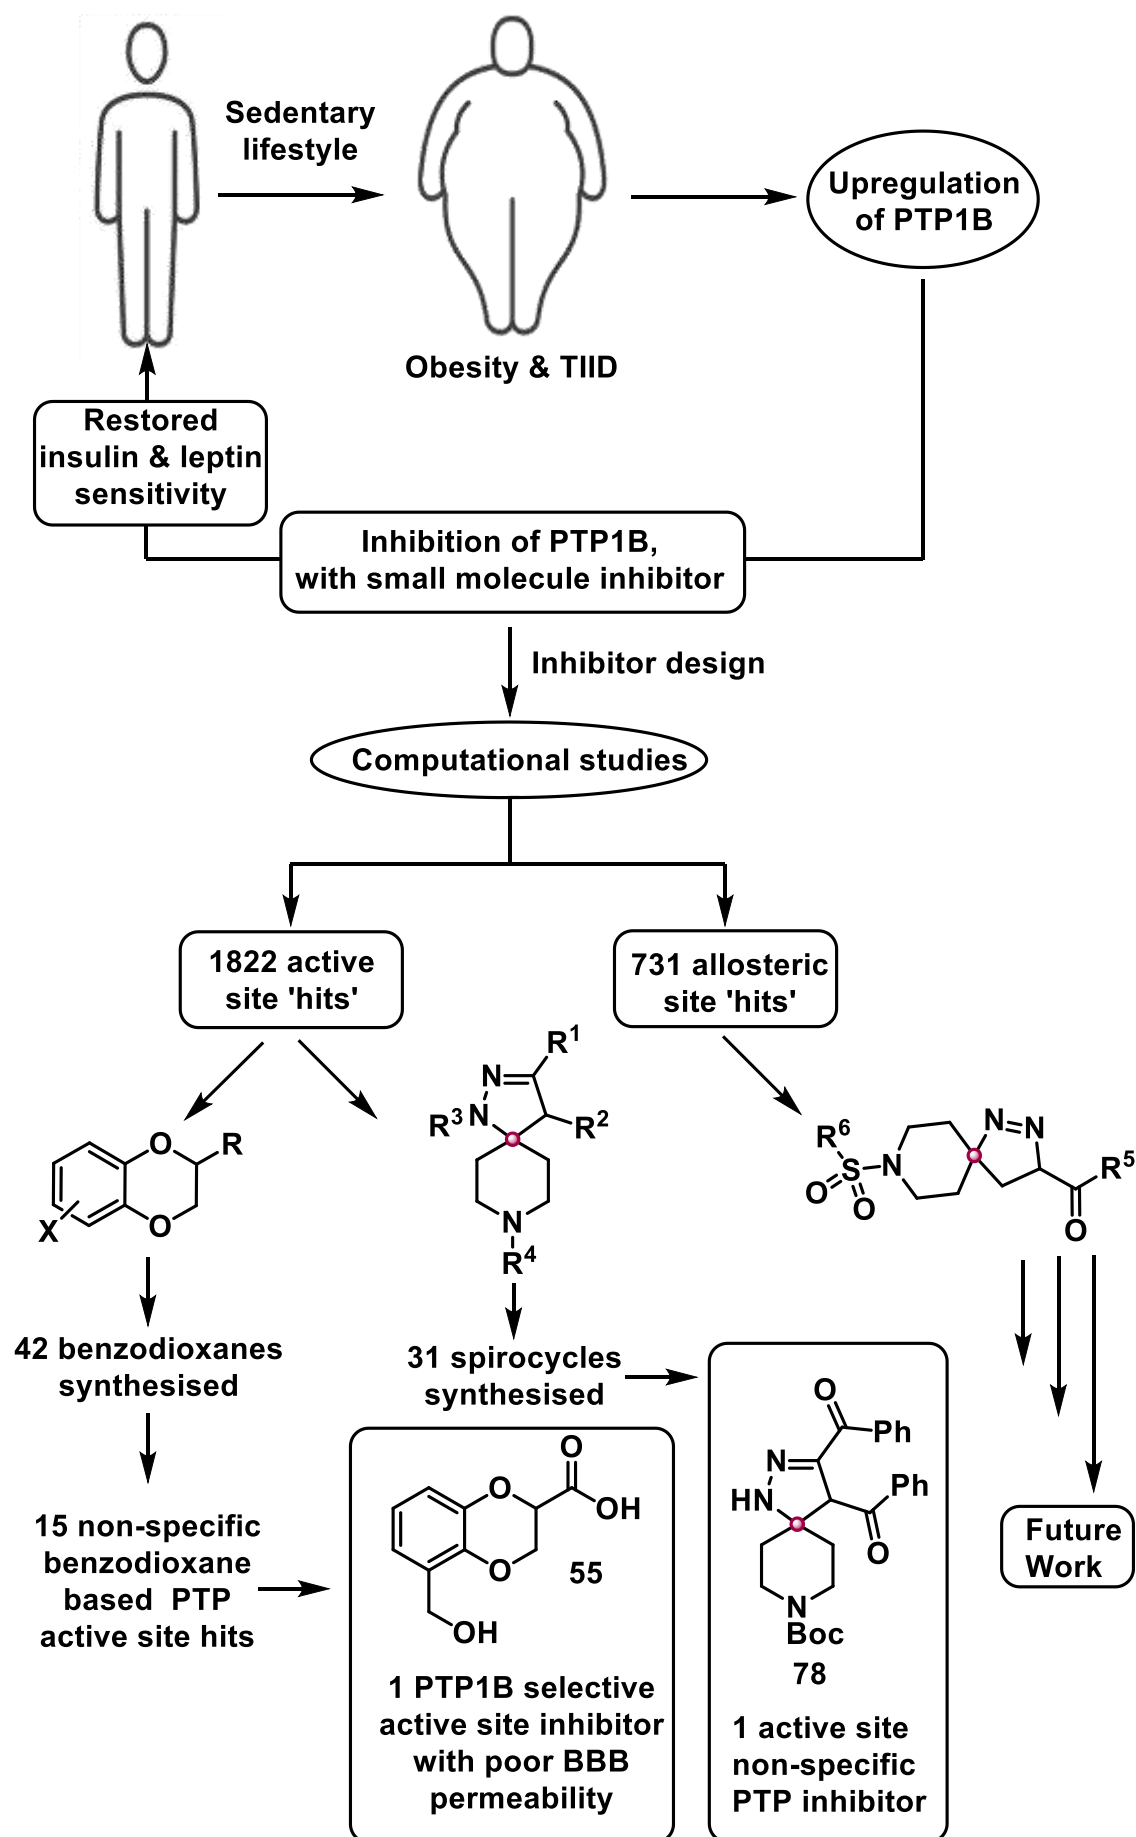 Sedentary
lifestyle
Upregulation
of PTP1B
Obesity & TIID
Restored
insulin & leptin
sensitivity
Inhibition of PTP1B,
with small molecule inhibitor
Inhibitor design
Computational studies
1822 active
site 'hits'
731 allosteric
site 'hits'
O
R
O
X
R¹
N
N
R³
R²
N
R⁴
R⁶
S
O
O
N
N
N
R⁵
O
42 benzodioxanes
synthesised
31 spirocycles
synthesised
15 non-specific
benzodioxane
based PTP
active site hits
O
O
OH
O
55
OH
1 PTP1B selective
active site inhibitor
with poor BBB
permeability
O
Ph
N
HN
Ph
O
N
Boc
78
1 active site
non-specific
PTP inhibitor
Future
Work